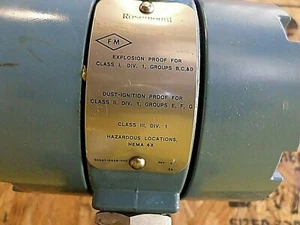 Rosemount
FM
EXPLOSION PROOF FOR
CLASS I, DIV. 1, GROUPS B,C,&D
DUST-IGNITION PROOF FOR
CLASS II, DIV. 1, GROUPS E, F, G
CLASS III, DIV. 1
HAZARDOUS LOCATIONS,
NEMA 4X